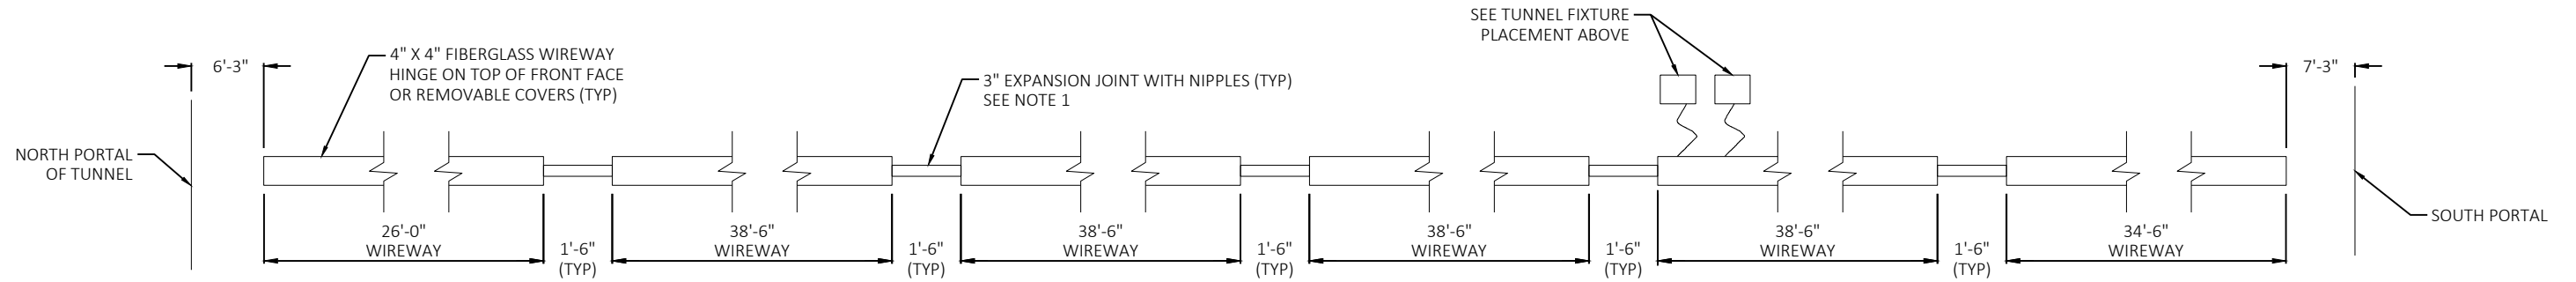 SEE TUNNEL FIXTURE
PLACEMENT ABOVE
6'-3"
4" X 4" FIBERGLASS WIREWAY
HINGE ON TOP OF FRONT FACE
OR REMOVABLE COVERS (TYP)
3" EXPANSION JOINT WITH NIPPLES (TYP)
SEE NOTE 1
7'-3"
NORTH PORTAL
OF TUNNEL
SOUTH PORTAL
26'-0"
WIREWAY
1'-6"
(TYP)
38'-6"
WIREWAY
1'-6"
(TYP)
38'-6"
WIREWAY
1'-6"
(TYP)
38'-6"
WIREWAY
1'-6"
(TYP)
38'-6"
WIREWAY
1'-6"
(TYP)
34'-6"
WIREWAY